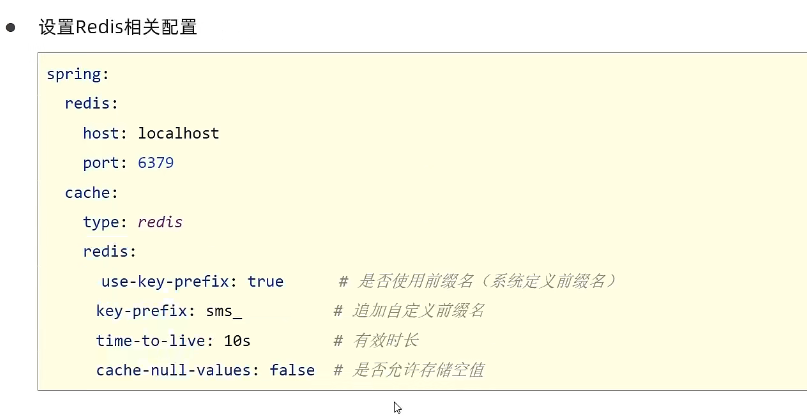 ● 设置Redis相关配置
spring:
  redis:
    host: localhost
    port: 6379
  cache:
    type: redis
    redis:
      use-key-prefix: true      # 是否使用前缀名（系统定义前缀名）
      key-prefix: sms_          # 追加自定义前缀名
      time-to-live: 10s         # 有效时长
      cache-null-values: false  # 是否允许存储空值